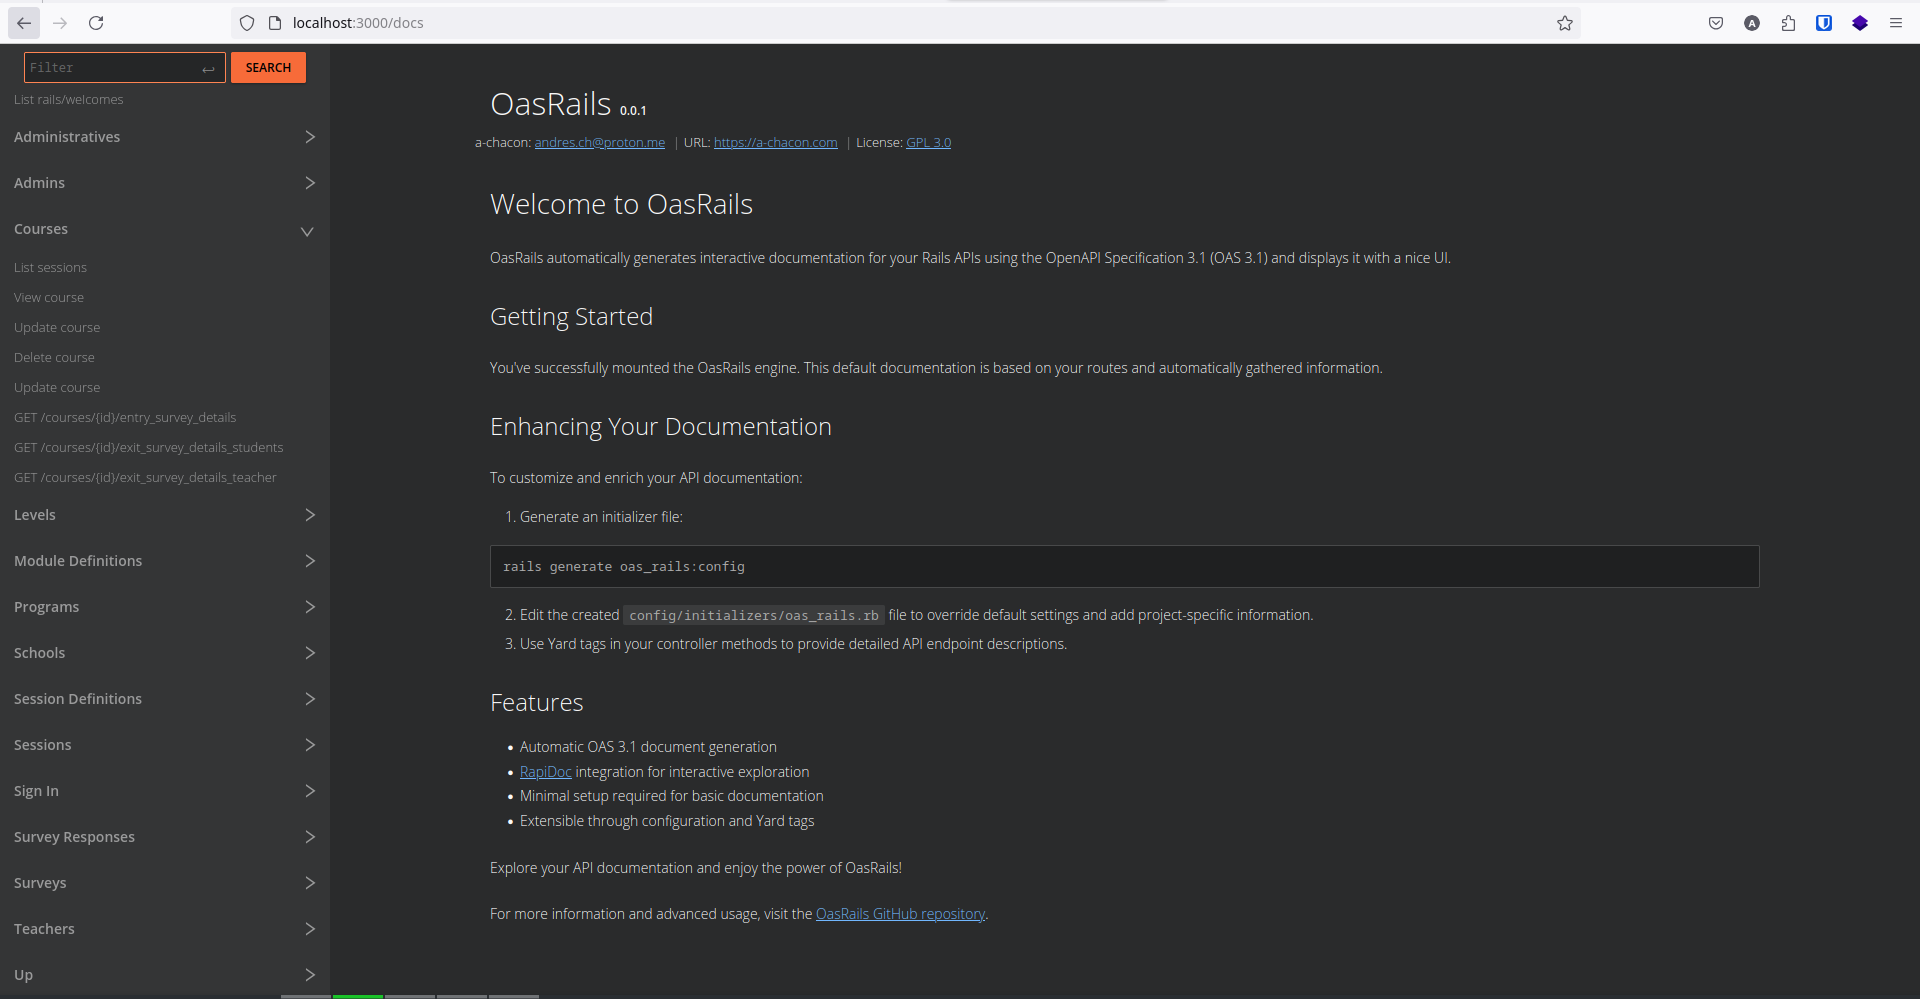 localhost:3000/docs
A
Filter
SEARCH
List rails/welcomes
Administratives
Admins
Courses
List sessions
View course
Update course
Delete course
Update course
GET /courses/{id}/entry_survey_details
GET /courses/{id}/exit_survey_details_students
GET /courses/{id}/exit_survey_details_teacher
Levels
Module Definitions
Programs
Schools
Session Definitions
Sessions
Sign In
Survey Responses
Surveys
Teachers
Up
OasRails 0.0.1
a-chacon: andres.ch@proton.me | URL: https://a-chacon.com | License: GPL 3.0
Welcome to OasRails
OasRails automatically generates interactive documentation for your Rails APIs using the OpenAPI Specification 3.1 (OAS 3.1) and displays it with a nice UI.
Getting Started
You've successfully mounted the OasRails engine. This default documentation is based on your routes and automatically gathered information.
Enhancing Your Documentation
To customize and enrich your API documentation:
1. Generate an initializer file:
rails generate oas_rails:config
2. Edit the created config/initializers/oas_rails.rb file to override default settings and add project-specific information.
3. Use Yard tags in your controller methods to provide detailed API endpoint descriptions.
Features
• Automatic OAS 3.1 document generation
• RapiDoc integration for interactive exploration
• Minimal setup required for basic documentation
• Extensible through configuration and Yard tags
Explore your API documentation and enjoy the power of OasRails!
For more information and advanced usage, visit the OasRails GitHub repository.